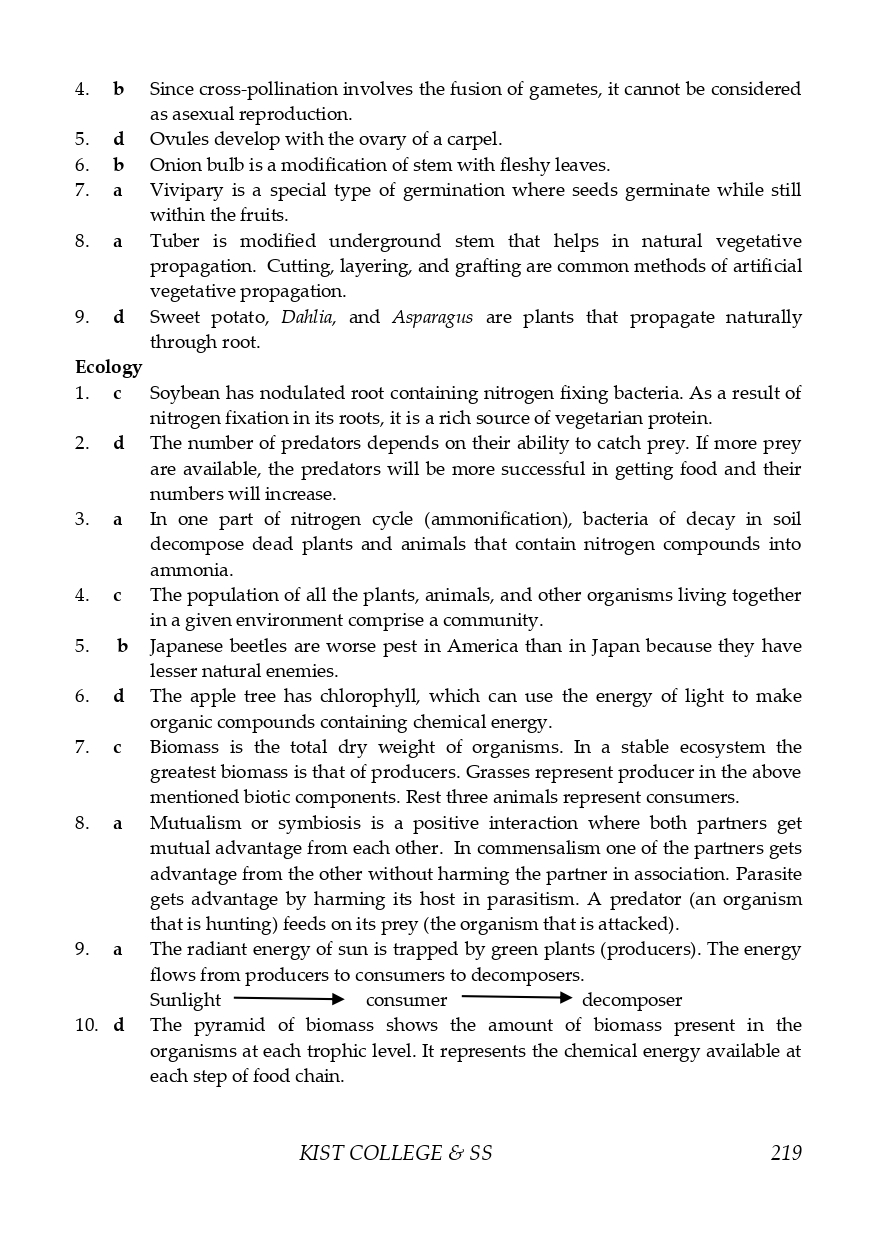 4. b Since cross-pollination involves the fusion of gametes, it cannot be considered
as asexual reproduction.
5. d Ovules develop with the ovary of a carpel.
6. b Onion bulb is a modification of stem with fleshy leaves.
7. a Vivipary is a special type of germination where seeds germinate while still
within the fruits.
8. a Tuber is modified underground stem that helps in natural vegetative
propagation. Cutting, layering, and grafting are common methods of artificial
vegetative propagation.
9. d Sweet potato, Dahlia, and Asparagus are plants that propagate naturally
through root.
Ecology
1. c Soybean has nodulated root containing nitrogen fixing bacteria. As a result of
nitrogen fixation in its roots, it is a rich source of vegetarian protein.
2. d The number of predators depends on their ability to catch prey. If more prey
are available, the predators will be more successful in getting food and their
numbers will increase.
3. a In one part of nitrogen cycle (ammonification), bacteria of decay in soil
decompose dead plants and animals that contain nitrogen compounds into
ammonia.
4. c The population of all the plants, animals, and other organisms living together
in a given environment comprise a community.
5. b Japanese beetles are worse pest in America than in Japan because they have
lesser natural enemies.
6. d The apple tree has chlorophyll, which can use the energy of light to make
organic compounds containing chemical energy.
7. c Biomass is the total dry weight of organisms. In a stable ecosystem the
greatest biomass is that of producers. Grasses represent producer in the above
mentioned biotic components. Rest three animals represent consumers.
8. a Mutualism or symbiosis is a positive interaction where both partners get
mutual advantage from each other. In commensalism one of the partners gets
advantage from the other without harming the partner in association. Parasite
gets advantage by harming its host in parasitism. A predator (an organism
that is hunting) feeds on its prey (the organism that is attacked).
9. a The radiant energy of sun is trapped by green plants (producers). The energy
flows from producers to consumers to decomposers.
Sunlight consumer decomposer
10. d The pyramid of biomass shows the amount of biomass present in the
organisms at each trophic level. It represents the chemical energy available at
each step of food chain.
KIST COLLEGE & SS 219